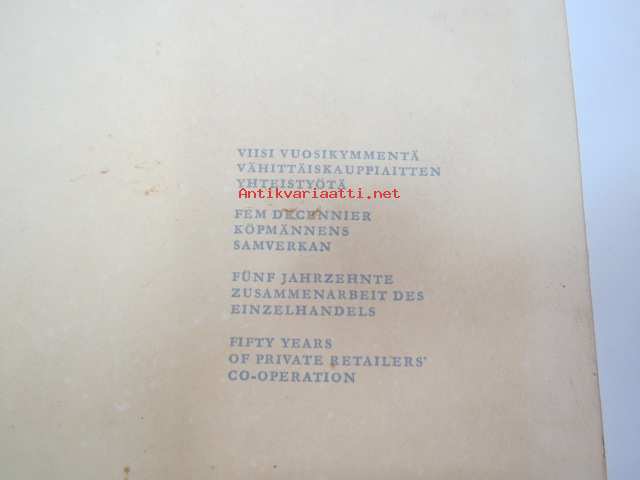 VIISI VUOSIKYMMENTÄ
VÄHITTÄISKAUPPIAITTEN
YHTEISTYÖTÄ
Antikvariaatti.net
FEM DECENNIER
KÖPMÄNNENS
SAMVERKAN
FÜNF JAHRZEHNTE
ZUSAMMENARBEIT DES
EINZELHANDELS
FIFTY YEARS
OF PRIVATE RETAILERS'
CO-OPERATION